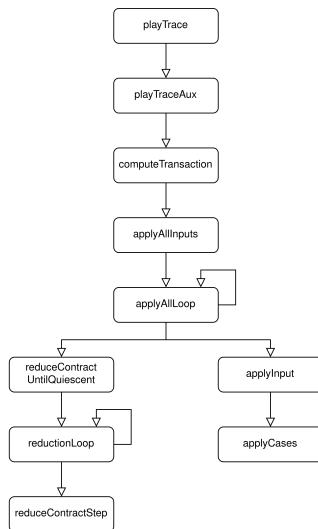 playTrace
playTraceAux
computeTransaction
applyAllInputs
applyAllLoop
reduceContract
UntilQuiescent
applyInput
reductionLoop
applyCases
reduceContractStep